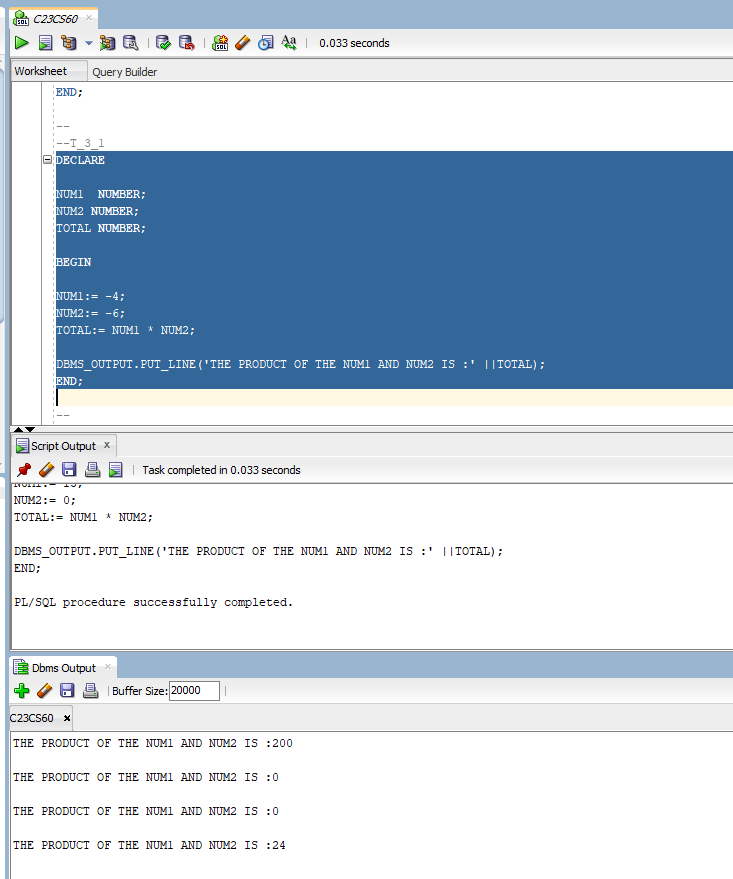 C23CS60
SQL
Aa
0.033 seconds
Worksheet
Query Builder
END;
--
--T_3_1
DECLARE
NUM1  NUMBER;
NUM2 NUMBER;
TOTAL NUMBER;
BEGIN
NUM1:= -4;
NUM2:= -6;
TOTAL:= NUM1 * NUM2;
DBMS_OUTPUT.PUT_LINE('THE PRODUCT OF THE NUM1 AND NUM2 IS :' ||TOTAL);
END;
--
Script Output
Task completed in 0.033 seconds
NUM1:= 15;
NUM2:= 0;
TOTAL:= NUM1 * NUM2;
DBMS_OUTPUT.PUT_LINE('THE PRODUCT OF THE NUM1 AND NUM2 IS :' ||TOTAL);
END;
PL/SQL procedure successfully completed.
Dbms Output
Buffer Size: 20000
C23CS60
THE PRODUCT OF THE NUM1 AND NUM2 IS :200
THE PRODUCT OF THE NUM1 AND NUM2 IS :0
THE PRODUCT OF THE NUM1 AND NUM2 IS :0
THE PRODUCT OF THE NUM1 AND NUM2 IS :24